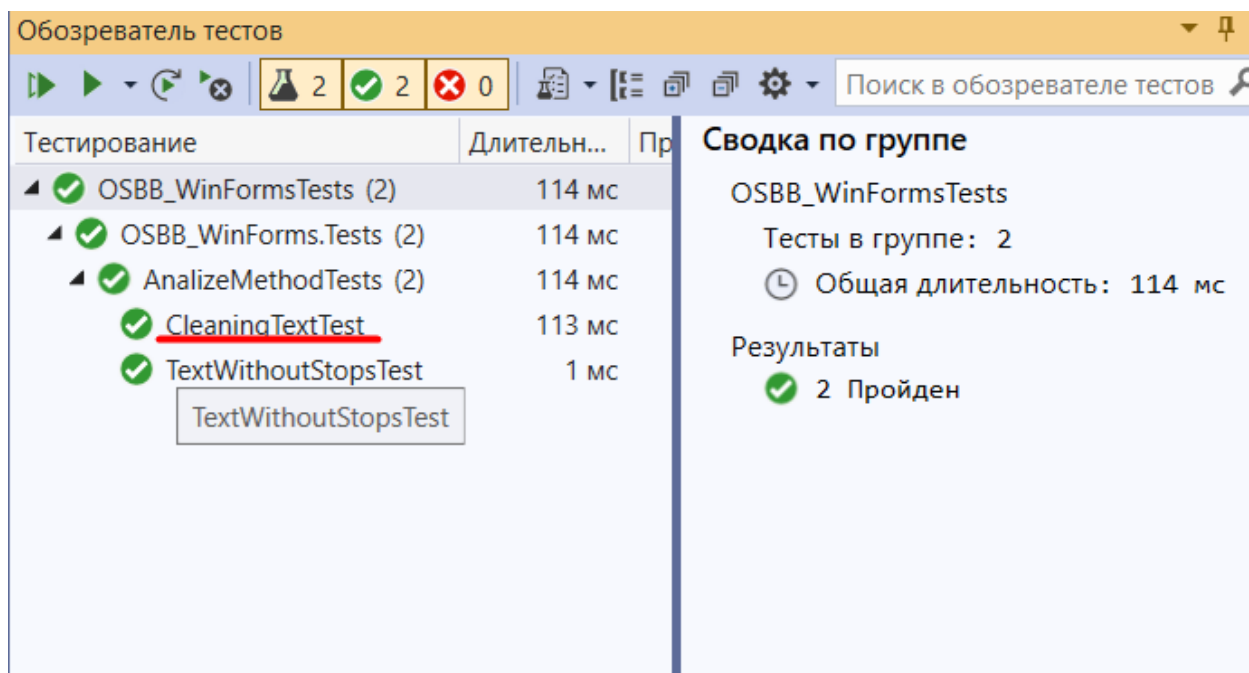 Обозреватель тестов
2 2 0 Поиск в обозревателе тестов
Тестирование Длительн... Пр
OSBB_WinFormsTests (2) 114 мс
OSBB_WinForms.Tests (2) 114 мс
AnalizeMethodTests (2) 114 мс
CleaningTextTest 113 мс
TextWithoutStopsTest 1 мс
TextWithoutStopsTest
Сводка по группе
OSBB_WinFormsTests
Тесты в группе: 2
Общая длительность: 114 мс
Результаты
2 Пройден